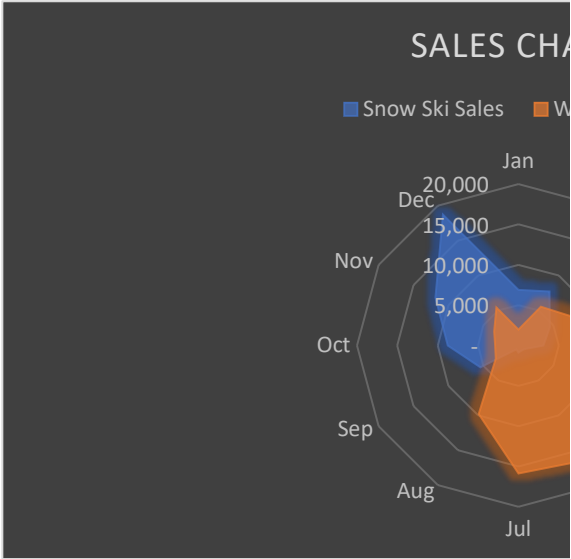 SALES CHA
Snow Ski Sales W
Jan
20,000
Dec
15,000
Nov
10,000
5,000
Oct
-
Sep
Aug
Jul